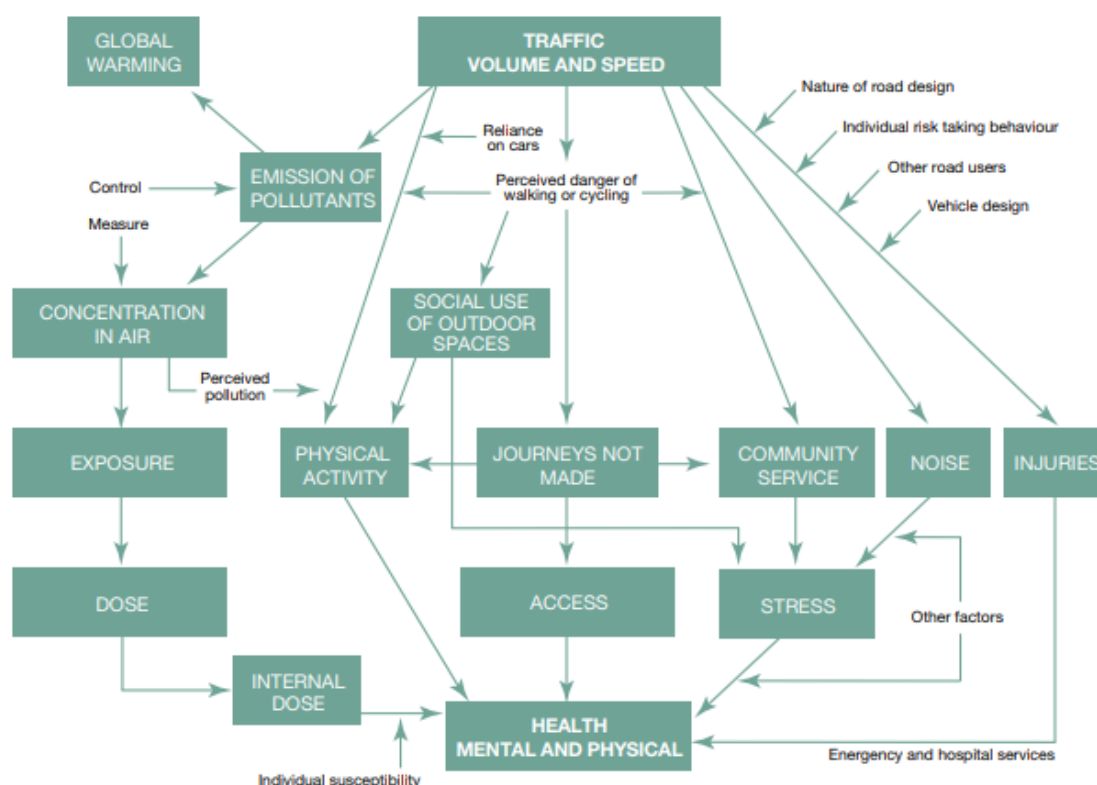 GLOBAL
WARMING
TRAFFIC
VOLUME AND SPEED
Nature of road design
Individual risk taking behaviour
Other road users
Vehicle design
Reliance
on cars
EMISSION OF
POLLUTANTS
Control
Perceived danger of
walking or cycling
Measure
CONCENTRATION
IN AIR
SOCIAL USE
OF OUTDOOR
SPACES
Perceived
pollution
EXPOSURE
PHYSICAL
ACTIVITY
JOURNEYS NOT
MADE
COMMUNITY
SERVICE
NOISE
INJURIES
DOSE
ACCESS
STRESS
Other factors
INTERNAL
DOSE
HEALTH
MENTAL AND PHYSICAL
Energency and hospital services
Individual susceptibility